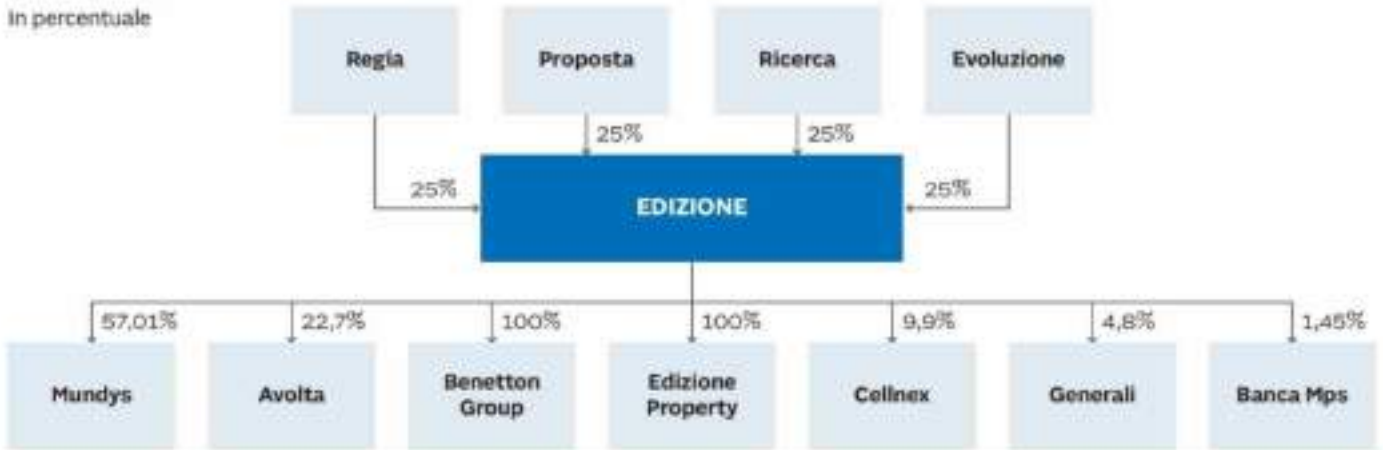 In percentuale
Regia
Proposta
Ricerca
Evoluzione
25%
25%
25%
25%
EDIZIONE
57,01%
22,7%
100%
100%
9,9%
4,8%
1,45%
Mundys
Avolta
Benetton
Group
Edizione
Property
Cellnex
Generali
Banca Mps